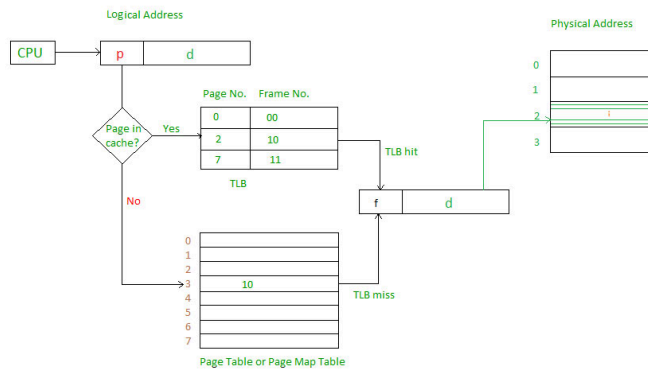 Logical Address
Physical Address
CPU
p d
Page No. Frame No.
0 00
2 10
7 11
TLB
Page in
cache?
Yes
No
TLB hit
f d
TLB miss
0
1
2
3
0
1
2
3 10
4
5
6
7
Page Table or Page Map Table